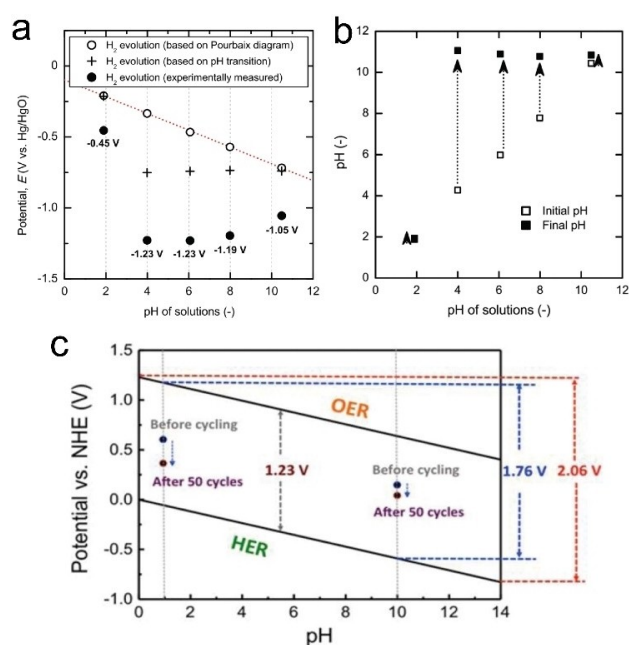 a
H₂ evolution (based on Pourbaix diagram)
H₂ evolution (based on pH transition)
H₂ evolution (experimentally measured)
Potential, E (V vs. Hg/HgO)
0
-0.5
-1
-1.5
-0.45 V
-1.23 V
-1.23 V
-1.19 V
-1.05 V
0 2 4 6 8 10 12
pH of solutions (-)
b
pH (-)
12
10
8
6
4
2
0
Initial pH
Final pH
0 2 4 6 8 10 12
pH of solutions (-)
c
Potential vs. NHE (V)
1.5
1.0
0.5
0.0
-0.5
-1.0
OER
Before cycling
After 50 cycles
1.23 V
Before cycling
After 50 cycles
1.76 V
2.06 V
HER
0 2 4 6 8 10 12 14
pH